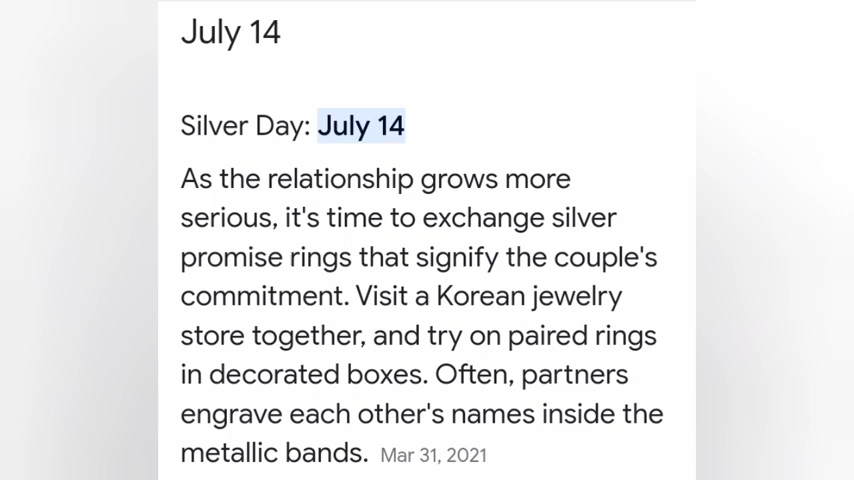 July 14
Silver Day: July 14
As the relationship grows more
serious, it's time to exchange silver
promise rings that signify the couple's
commitment. Visit a Korean jewelry
store together, and try on paired rings
in decorated boxes. Often, partners
engrave each other's names inside the
metallic bands. Mar 31, 2021